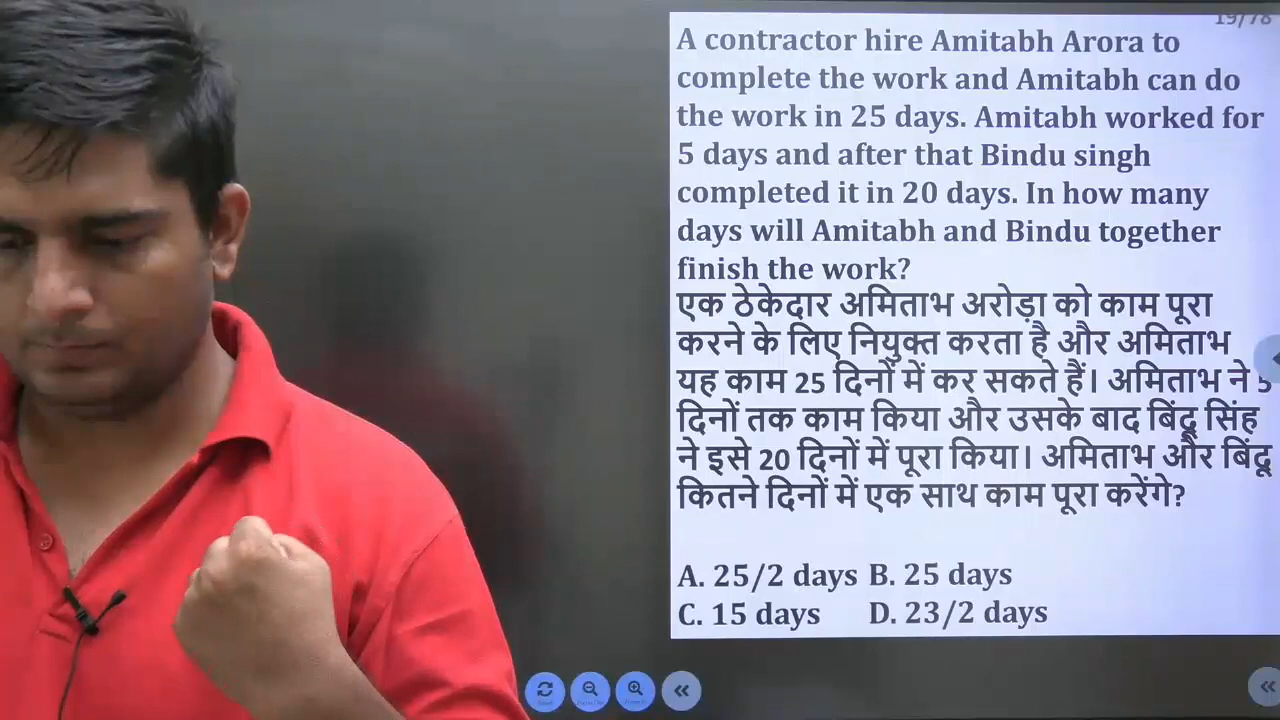 19/78
A contractor hire Amitabh Arora to
complete the work and Amitabh can do
the work in 25 days. Amitabh worked for
5 days and after that Bindu singh
completed it in 20 days. In how many
days will Amitabh and Bindu together
finish the work?
एक ठेकेदार अमिताभ अरोड़ा को काम पूरा
करने के लिए नियुक्त करता है और अमिताभ
यह काम 25 दिनों में कर सकते हैं। अमिताभ ने 5
दिनों तक काम किया और उसके बाद बिंदू सिंह
ने इसे 20 दिनों में पूरा किया। अमिताभ और बिंदू
कितने दिनों में एक साथ काम पूरा करेंगे?
A. 25/2 days B. 25 days
C. 15 days D. 23/2 days